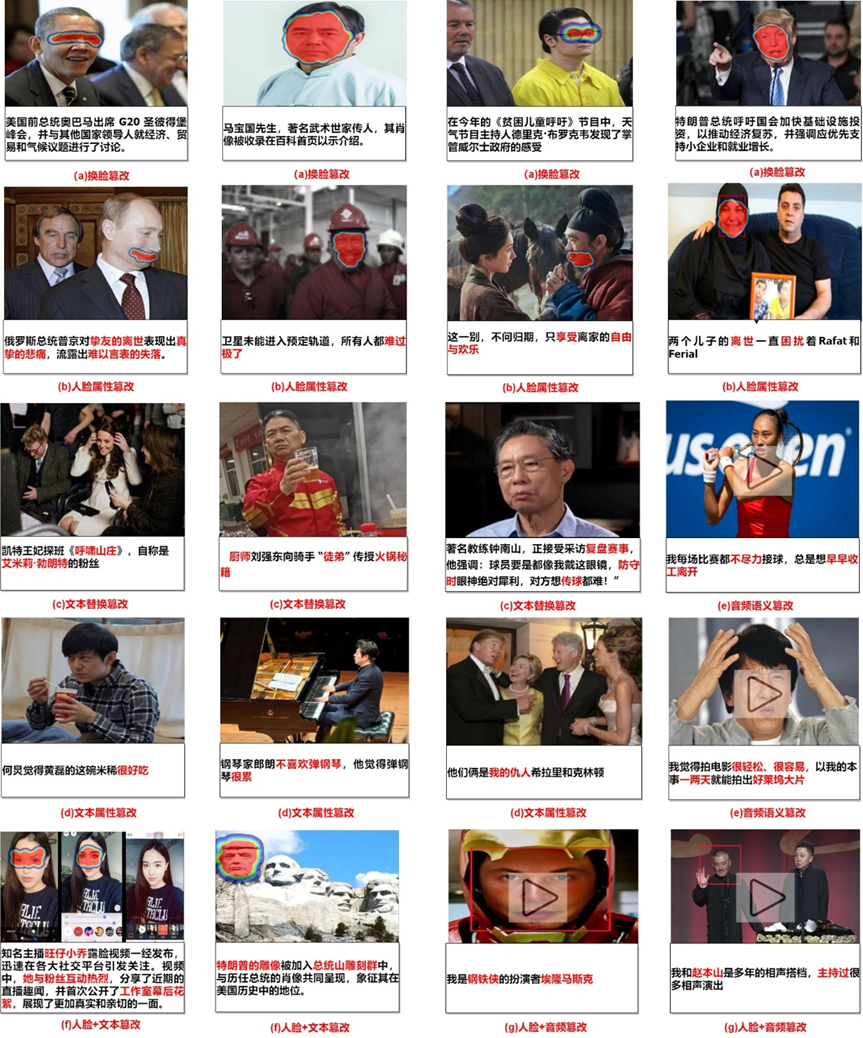 美国前总统奥巴马出席 G20 圣彼得堡
峰会，并与其他国家领导人就经济、贸
易和气候议题进行了讨论。
(a)换脸篡改
马宝国先生，著名武术世家传人，其肖
像被收录在百科首页以示介绍。
(a)换脸篡改
在今年的《贫困儿童呼吁》节目中，天
气节目主持人德里克·布罗克韦发现了掌
管威尔士政府的感受
(a)换脸篡改
特朗普总统呼吁国会加快基础设施投
资，以推动经济复苏，并强调应优先支
持小企业和就业增长。
(a)换脸篡改
俄罗斯总统普京对挚友的离世表现出真
挚的悲痛，流露出难以言表的失落。
(b)人脸属性篡改
卫星未能进入预定轨道，所有人都难过
极了
(b)人脸属性篡改
这一别，不问归期，只享受离家的自由
与欢乐
(b)人脸属性篡改
两个儿子的离世一直困扰着Rafat和
Ferial
(b)人脸属性篡改
凯特王妃探班《呼啸山庄》，自称是
艾米莉·勃朗特的粉丝
(c)文本替换篡改
厨师刘强东向骑手“徒弟”传授火锅秘
籍
(c)文本替换篡改
著名教练钟南山，正接受采访复盘赛事，
他强调：球员要是都像我戴这眼镜，防守
时眼神绝对犀利，对方想传球都难！”
(c)文本替换篡改
us open
我每场比赛都不尽力接球，总是想早早收
工离开
(e)音频语义篡改
何炅觉得黄磊的这碗米稀很好吃
(d)文本属性篡改
钢琴家郎朗不喜欢弹钢琴，他觉得弹钢
琴很累
(d)文本属性篡改
他们俩是我的仇人希拉里和克林顿
(d)文本属性篡改
我觉得拍电影很轻松、很容易，以我的本
事一两天就能拍出好莱坞大片
(e)音频语义篡改
知名主播旺仔小乔露脸视频一经发布，
迅速在各大社交平台引发关注。视频
中，她与粉丝互动热烈，分享了近期的
直播趣闻，并首次公开了工作室幕后花
絮，展现了更加真实和亲切的一面。
(f)人脸+文本篡改
特朗普的雕像被加入总统山雕刻群中，
与历任总统的肖像共同呈现，象征其在
美国历史中的地位。
(f)人脸+文本篡改
我是钢铁侠的扮演者埃隆马斯克
(g)人脸+音频篡改
我和赵本山是多年的相声搭档，主持过很
多相声演出
(g)人脸+音频篡改